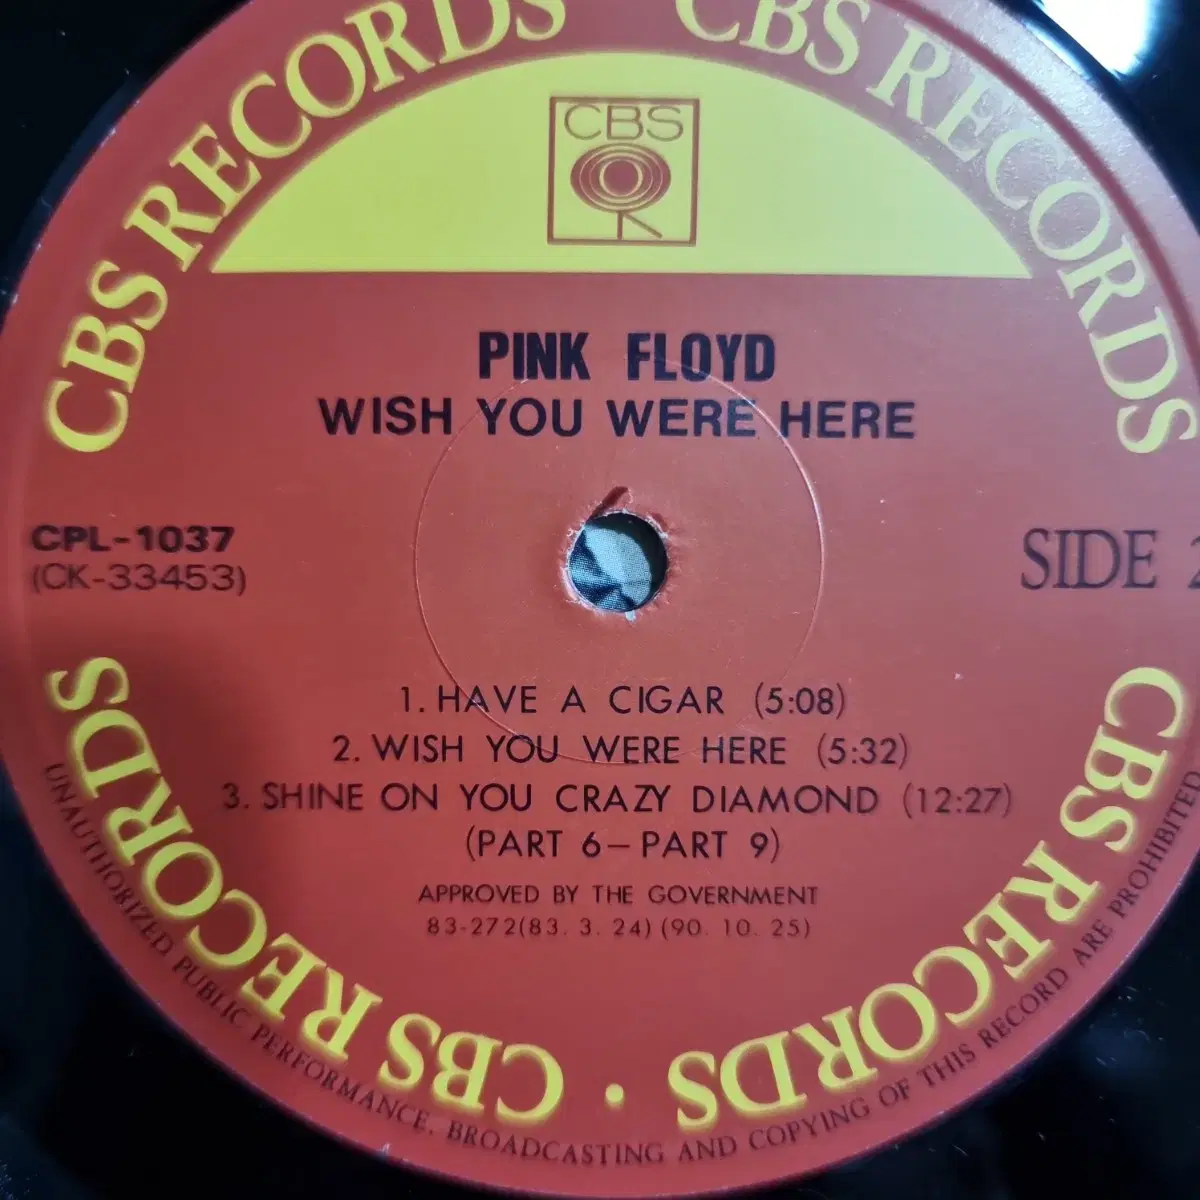 CBS RECORDS CBS RECORDS
CBS
PINK FLOYD
WISH YOU WERE HERE
CPL-1037
(CK-33453)
SIDE 2
1. HAVE A CIGAR (5:08)
2. WISH YOU WERE HERE (5:32)
3. SHINE ON YOU CRAZY DIAMOND (12:27)
(PART 6-PART 9)
APPROVED BY THE GOVERNMENT
83-272(83. 3. 24) (90. 10. 25)
CBS RECORDS · CBS RECORDS
UNAUTHORIZED PUBLIC PERFORMANCE, BROADCASTING AND COPYING OF THIS RECORD ARE PROHIBITED